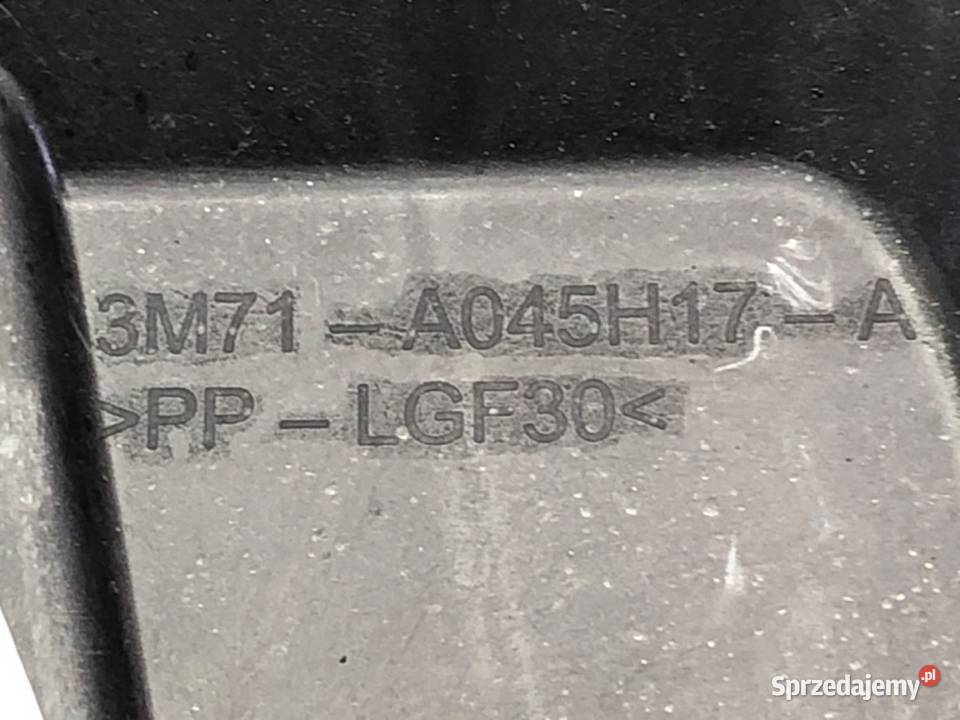 3M71-A045H17-A
>PP-LGF30<
Sprzedajemy.pl